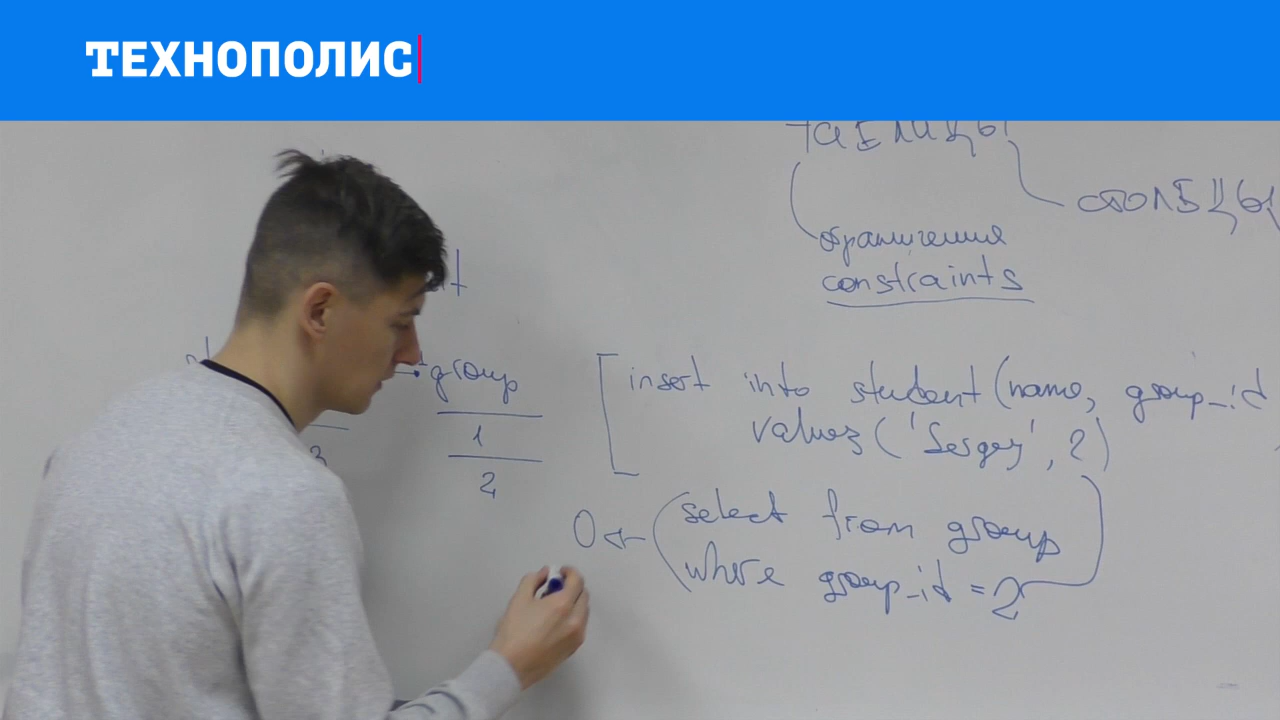 ТЕХНОПОЛИС
таблицы
столбцы
ограничения
constraints
group
1
2
3
insert into student(name, group_id
values('Sergey', 2)
select from group
where group_id = 2
0